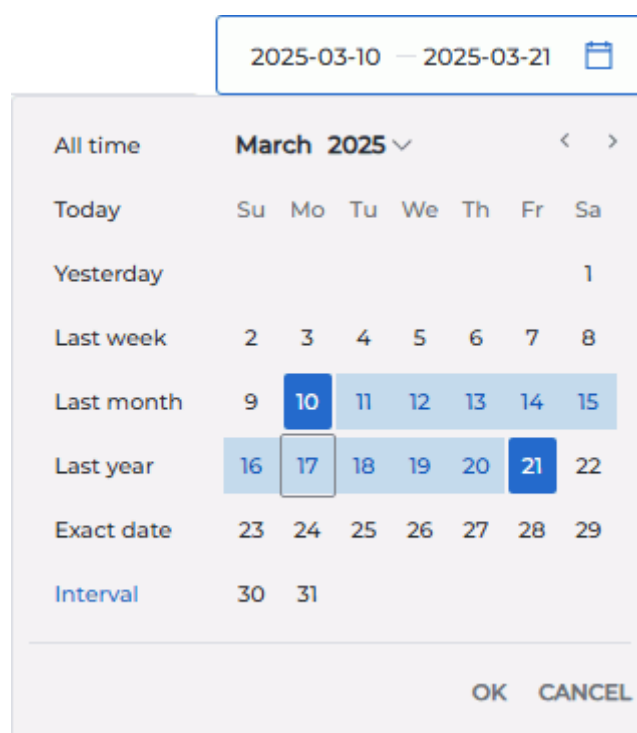 2025-03-10 — 2025-03-21
All time March 2025
Today Su Mo Tu We Th Fr Sa
Yesterday 1
Last week 2 3 4 5 6 7 8
Last month 9 10 11 12 13 14 15
Last year 16 17 18 19 20 21 22
Exact date 23 24 25 26 27 28 29
Interval 30 31
OK CANCEL